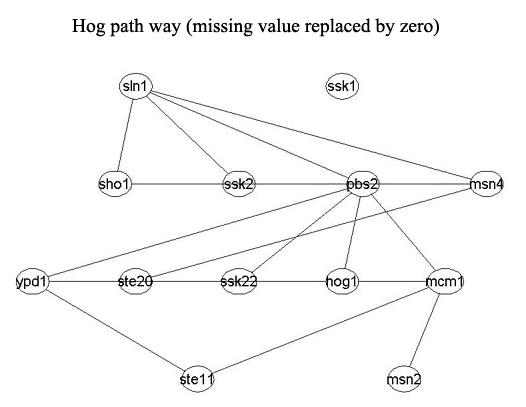 Hog path way (missing value replaced by zero)
sln1 ssk1
sho1 ssk2 pbs2 msn4
ypd1 ste20 ssk22 hog1 mcm1
ste11 msn2